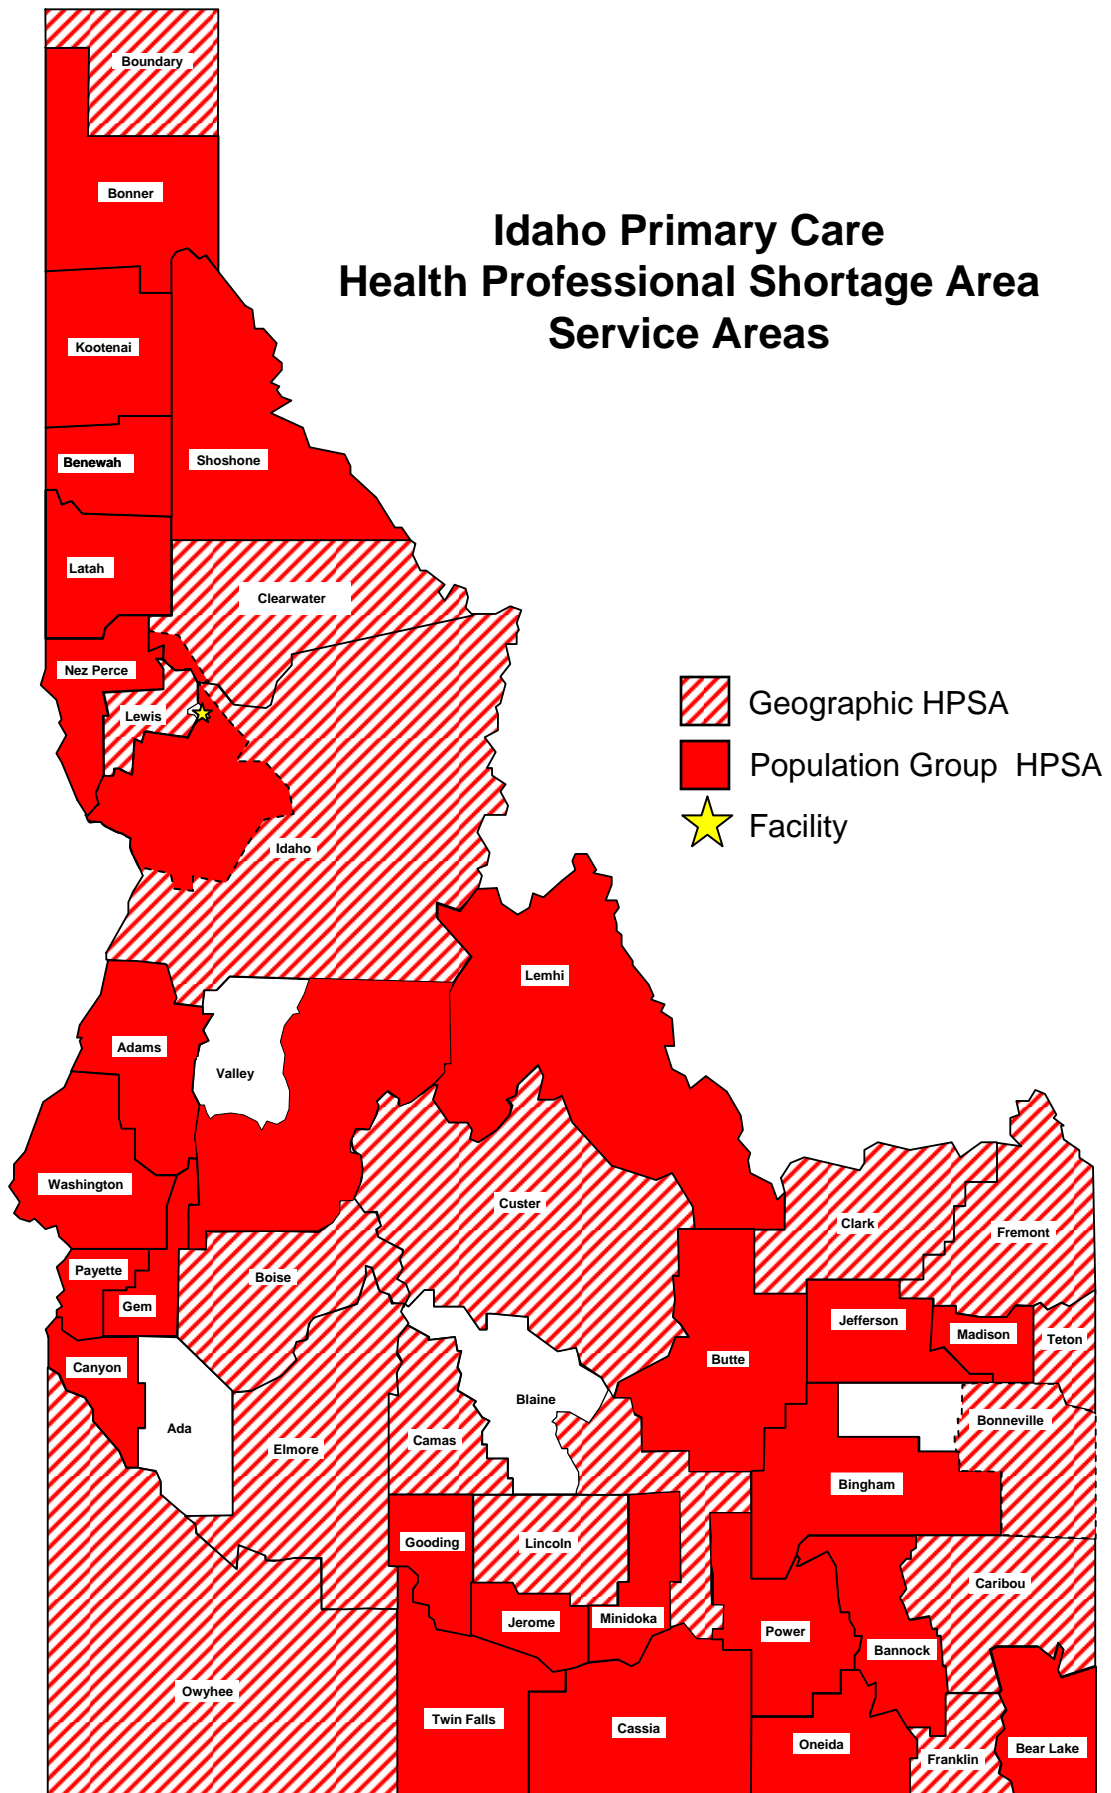 Boundary
Bonner
Idaho Primary Care
Health Professional Shortage Area
Service Areas
Kootenai
Benewah
Shoshone
Latah
Clearwater
Nez Perce
Lewis
Geographic HPSA
Population Group HPSA
Facility
Idaho
Lemhi
Adams
Valley
Washington
Custer
Clark
Fremont
Payette
Boise
Gem
Jefferson
Madison
Teton
Canyon
Butte
Blaine
Ada
Camas
Elmore
Bonneville
Bingham
Gooding
Lincoln
Caribou
Jerome
Minidoka
Power
Bannock
Owyhee
Twin Falls
Cassia
Oneida
Franklin
Bear Lake